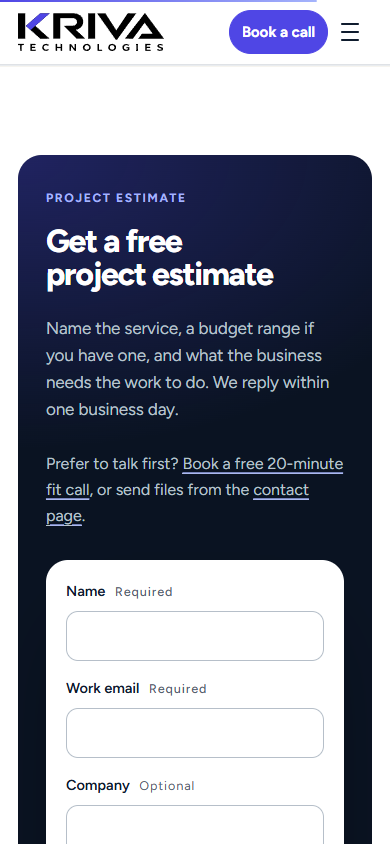 KRIVA
TECHNOLOGIES
Book a call
PROJECT ESTIMATE
Get a free
project estimate
Name the service, a budget range if
you have one, and what the business
needs the work to do. We reply within
one business day.
Prefer to talk first? Book a free 20-minute
fit call, or send files from the contact
page.
Name Required
Work email Required
Company Optional